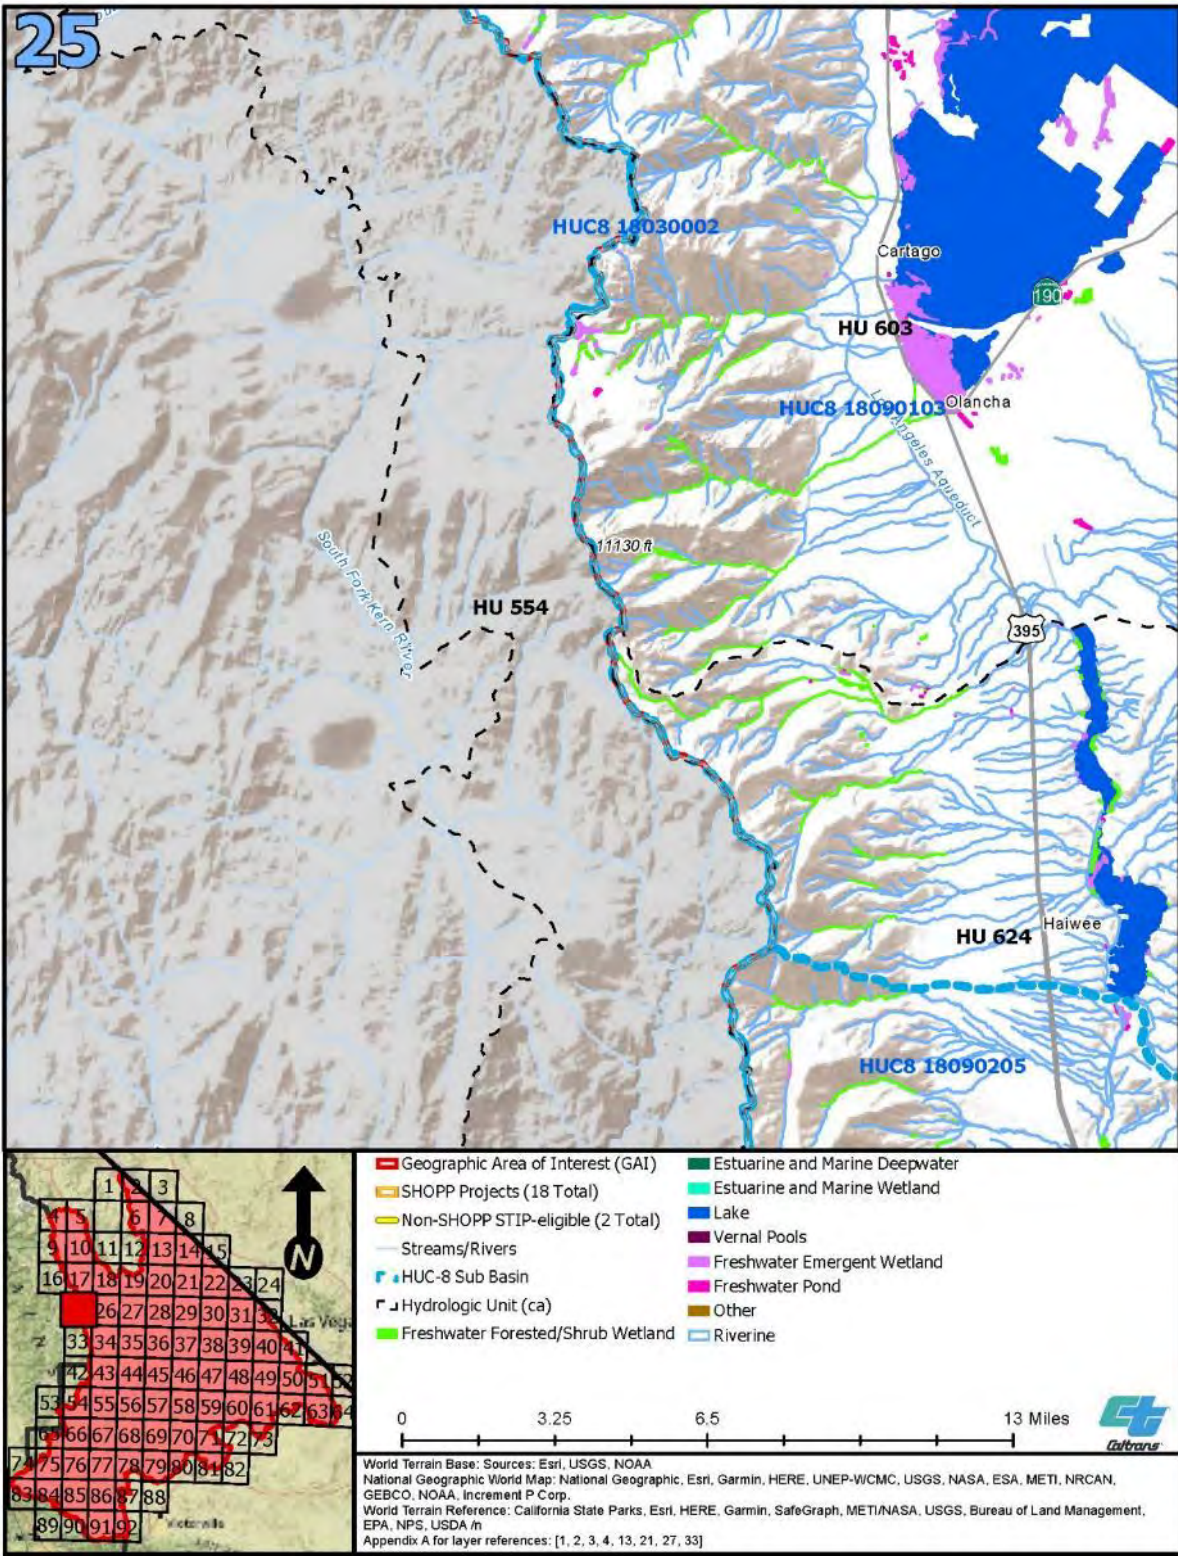 25
HUC8 18030002
Cartago
190
HU 603
HUC8 18090103
Olancha
Los Angeles Aqueduct
11130 ft
South Fork Kern River
HU 554
395
HU 624
Haiwee
HUC8 18090205
1 2 3
4 5 6 7 8
9 10 11 12 13 14 15
16 17 18 19 20 21 22 23 24
26 27 28 29 30 31 32
Las Vega
33 34 35 36 37 38 39 40 41
42 43 44 45 46 47 48 49 50 51 52
53 54 55 56 57 58 59 60 61 62 63 64
65 66 67 68 69 70 71 72 73
74 75 76 77 78 79 80 81 82
83 84 85 86 87 88
89 90 91 92
Victorville
N
Geographic Area of Interest (GAI)
SHOPP Projects (18 Total)
Non-SHOPP STIP-eligible (2 Total)
Streams/Rivers
HUC-8 Sub Basin
Hydrologic Unit (ca)
Freshwater Forested/Shrub Wetland
Estuarine and Marine Deepwater
Estuarine and Marine Wetland
Lake
Vernal Pools
Freshwater Emergent Wetland
Freshwater Pond
Other
Riverine
0 3.25 6.5 13 Miles
Caltrans
World Terrain Base: Sources: Esri, USGS, NOAA
National Geographic World Map: National Geographic, Esri, Garmin, HERE, UNEP-WCMC, USGS, NASA, ESA, METI, NRCAN,
GEBCO, NOAA, increment P Corp.
World Terrain Reference: California State Parks, Esri, HERE, Garmin, SafeGraph, METI/NASA, USGS, Bureau of Land Management,
EPA, NPS, USDA /n
Appendix A for layer references: [1, 2, 3, 4, 13, 21, 27, 33]